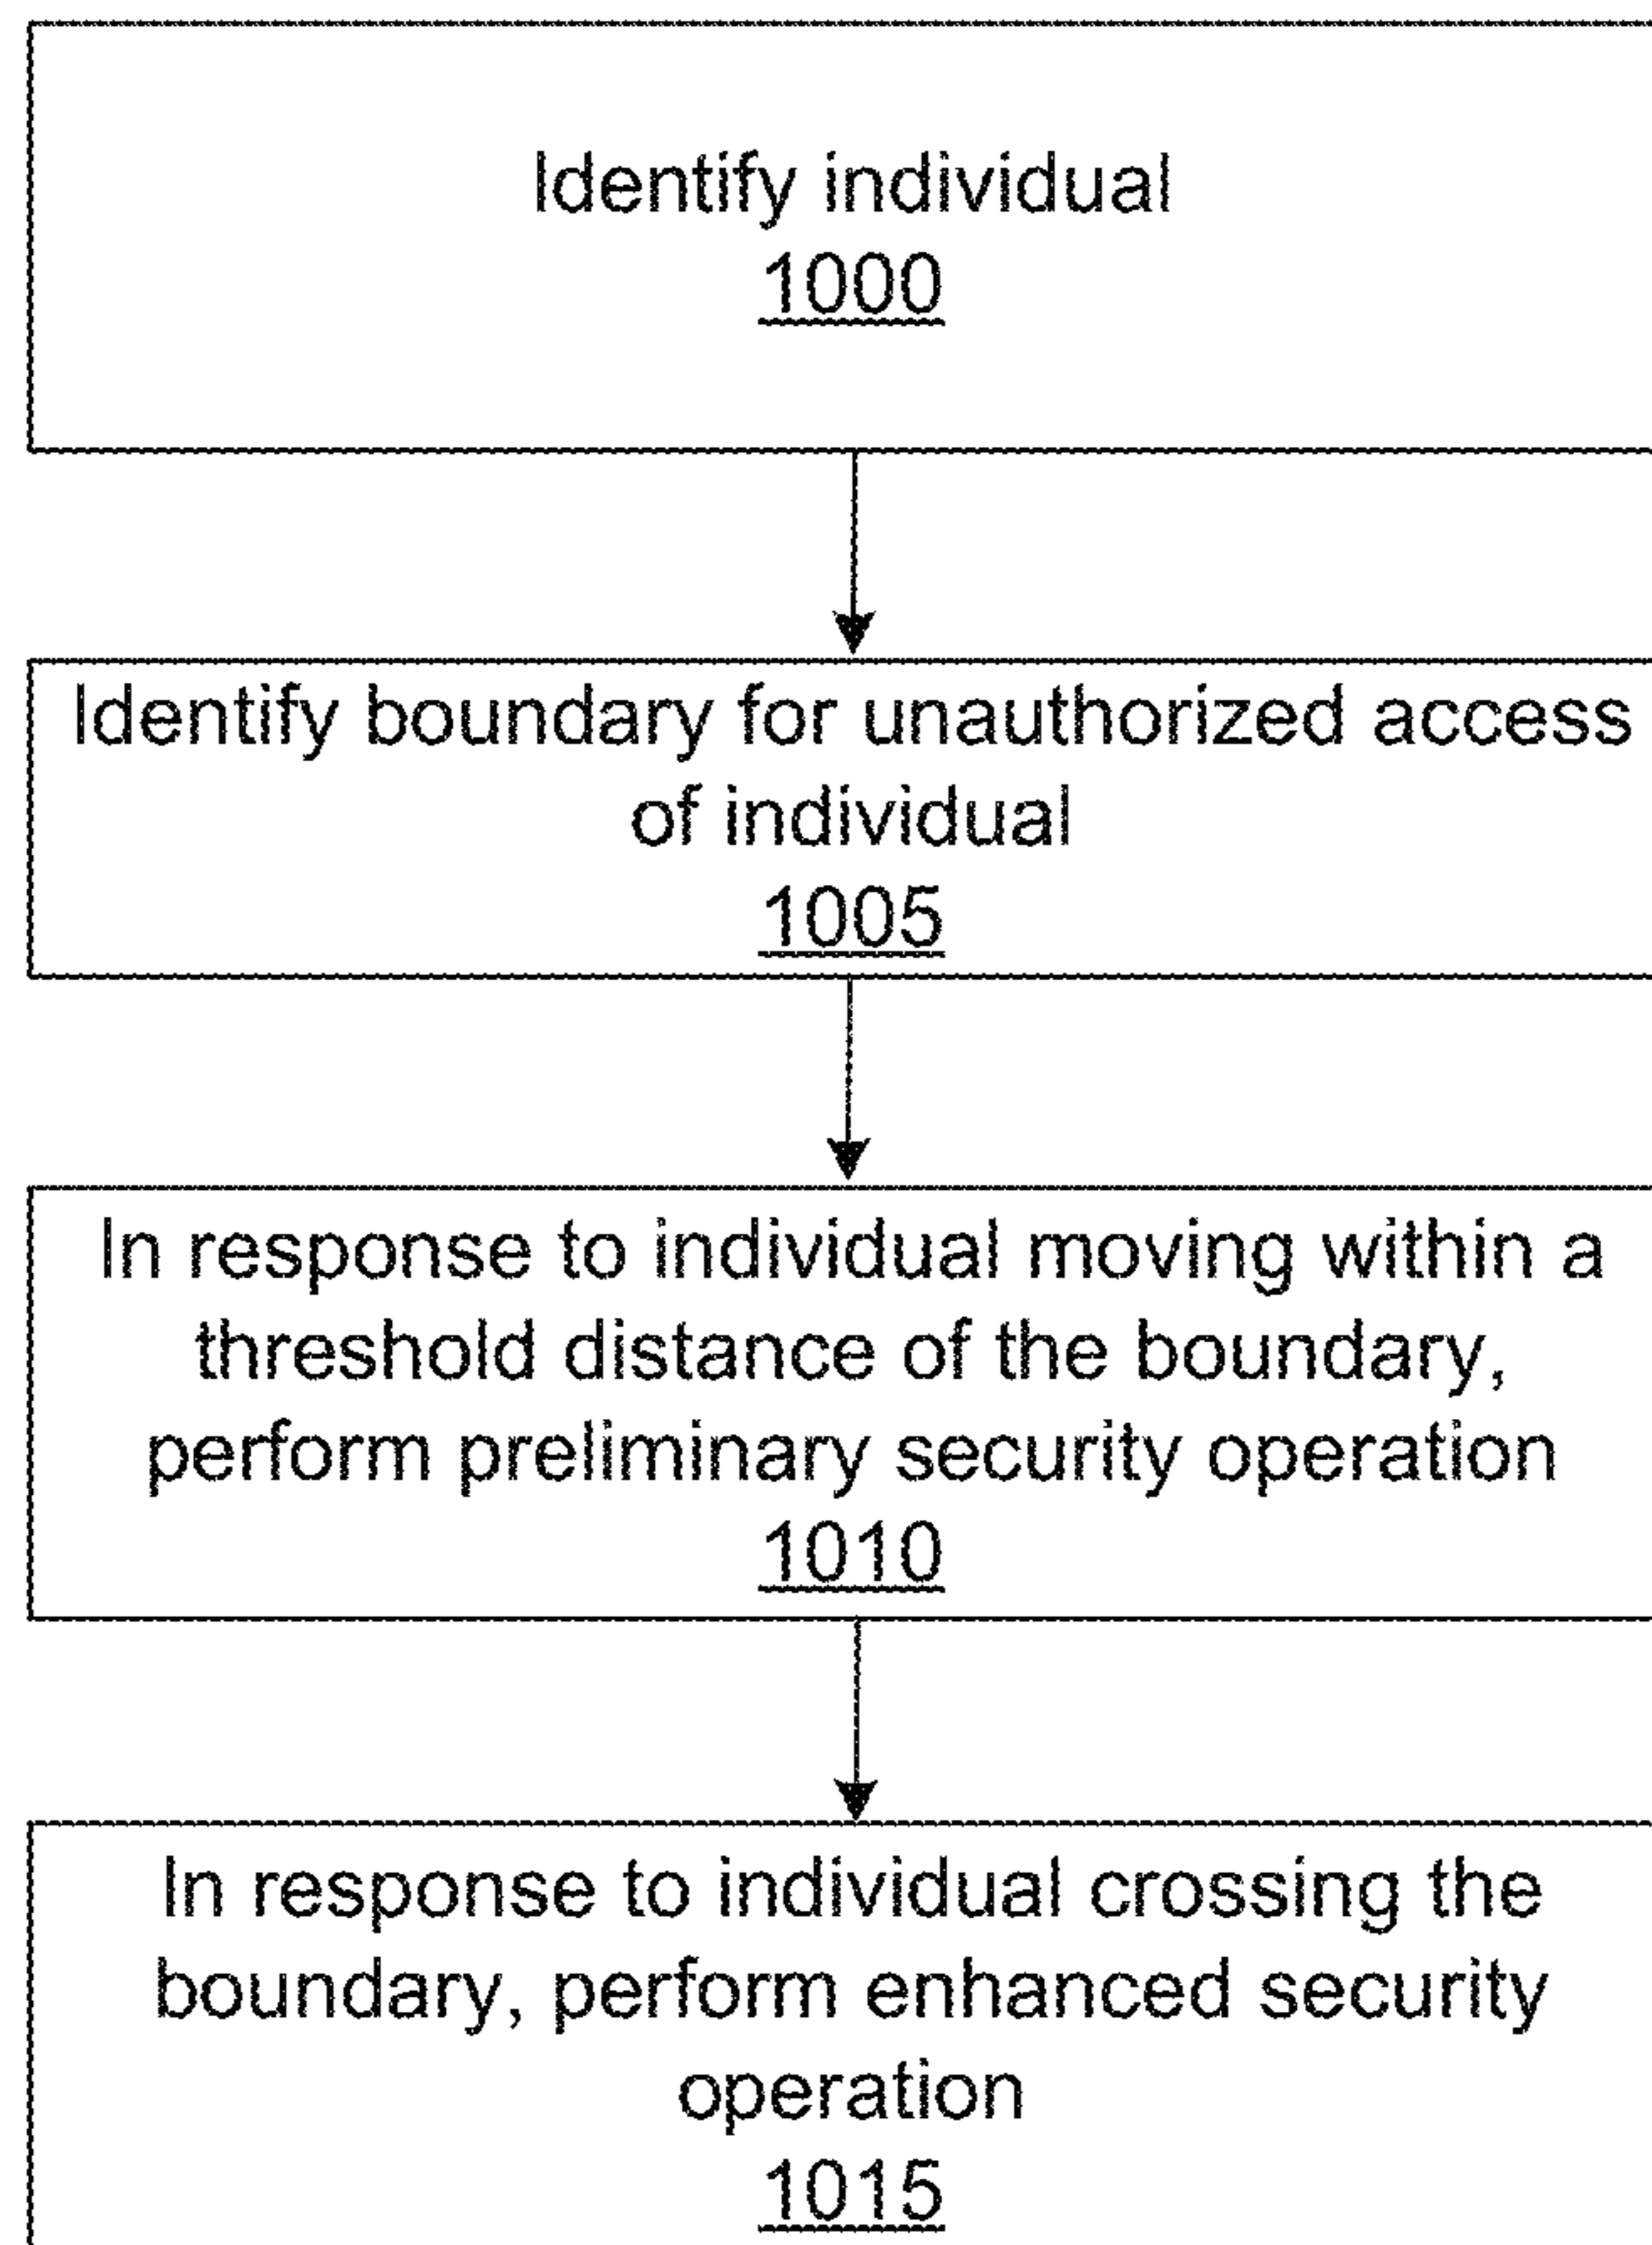 Identify individual
1000
Identify boundary for unauthorized access
of individual
1005
In response to individual moving within a
threshold distance of the boundary,
perform preliminary security operation
1010
In response to individual crossing the
boundary, perform enhanced security
operation
1015